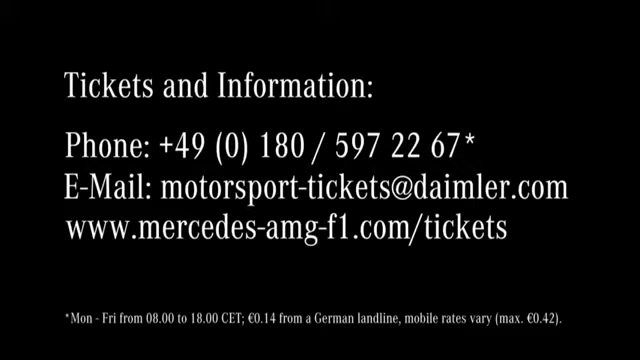 Tickets and Information:
Phone: +49 (0) 180 / 597 22 67*
E-Mail: motorsport-tickets@daimler.com
www.mercedes-amg-f1.com/tickets
*Mon - Fri from 08.00 to 18.00 CET; €0.14 from a German landline, mobile rates vary (max. €0.42).